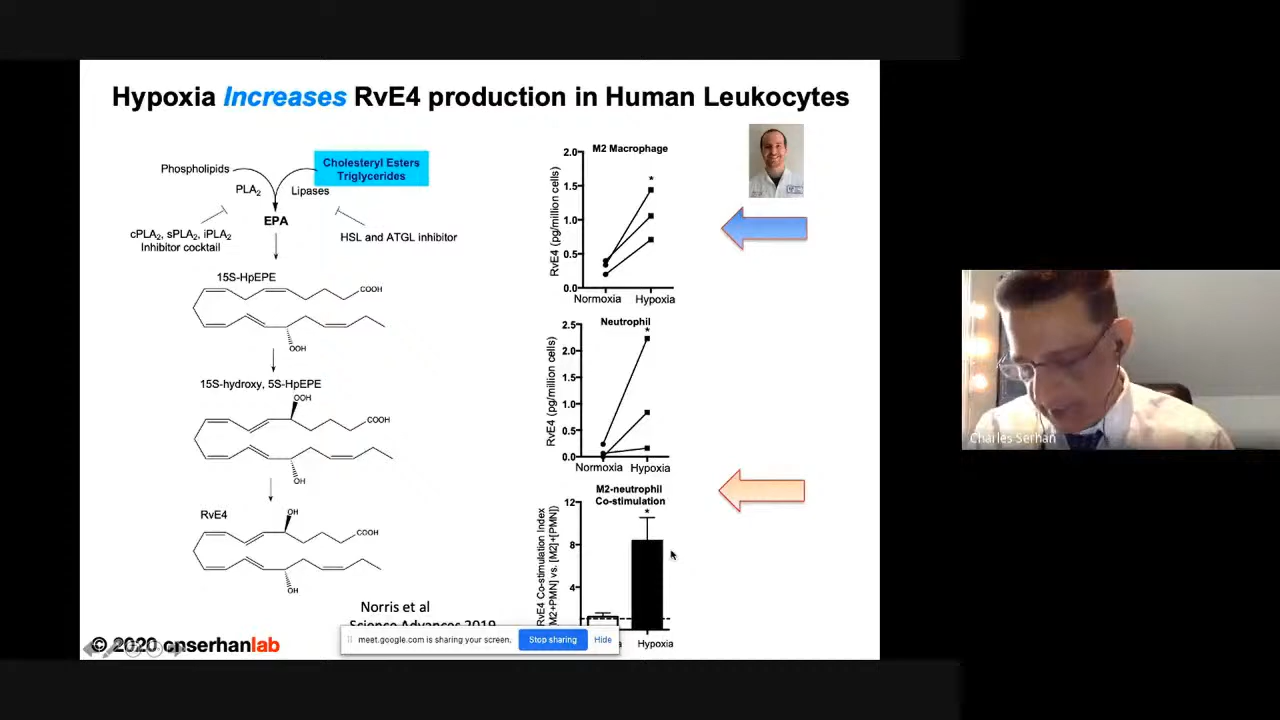 Hypoxia Increases RvE4 production in Human Leukocytes
Phospholipids
Cholesteryl Esters
Triglycerides
PLA2
Lipases
EPA
cPLA2, sPLA2, iPLA2
Inhibitor cocktail
HSL and ATGL inhibitor
15S-HpEPE
COOH
OOH
15S-hydroxy, 5S-HpEPE
OOH
COOH
OH
RvE4
OH
COOH
OH
Norris et al
Science Advances 2019
© 2020 cnserhanlab
M2 Macrophage
RvE4 (pg/million cells)
2.0
1.5
1.0
0.5
0.0
*
Normoxia
Hypoxia
Neutrophil
RvE4 (pg/million cells)
2.5
2.0
1.5
1.0
0.5
0.0
*
Normoxia
Hypoxia
M2-neutrophil
Co-stimulation
RvE4 Co-stimulation Index
[M2+PMN] vs. [M2]+[PMN])
12
8
4
*
Hypoxia
meet.google.com is sharing your screen.
Stop sharing
Hide
Charles Serhan